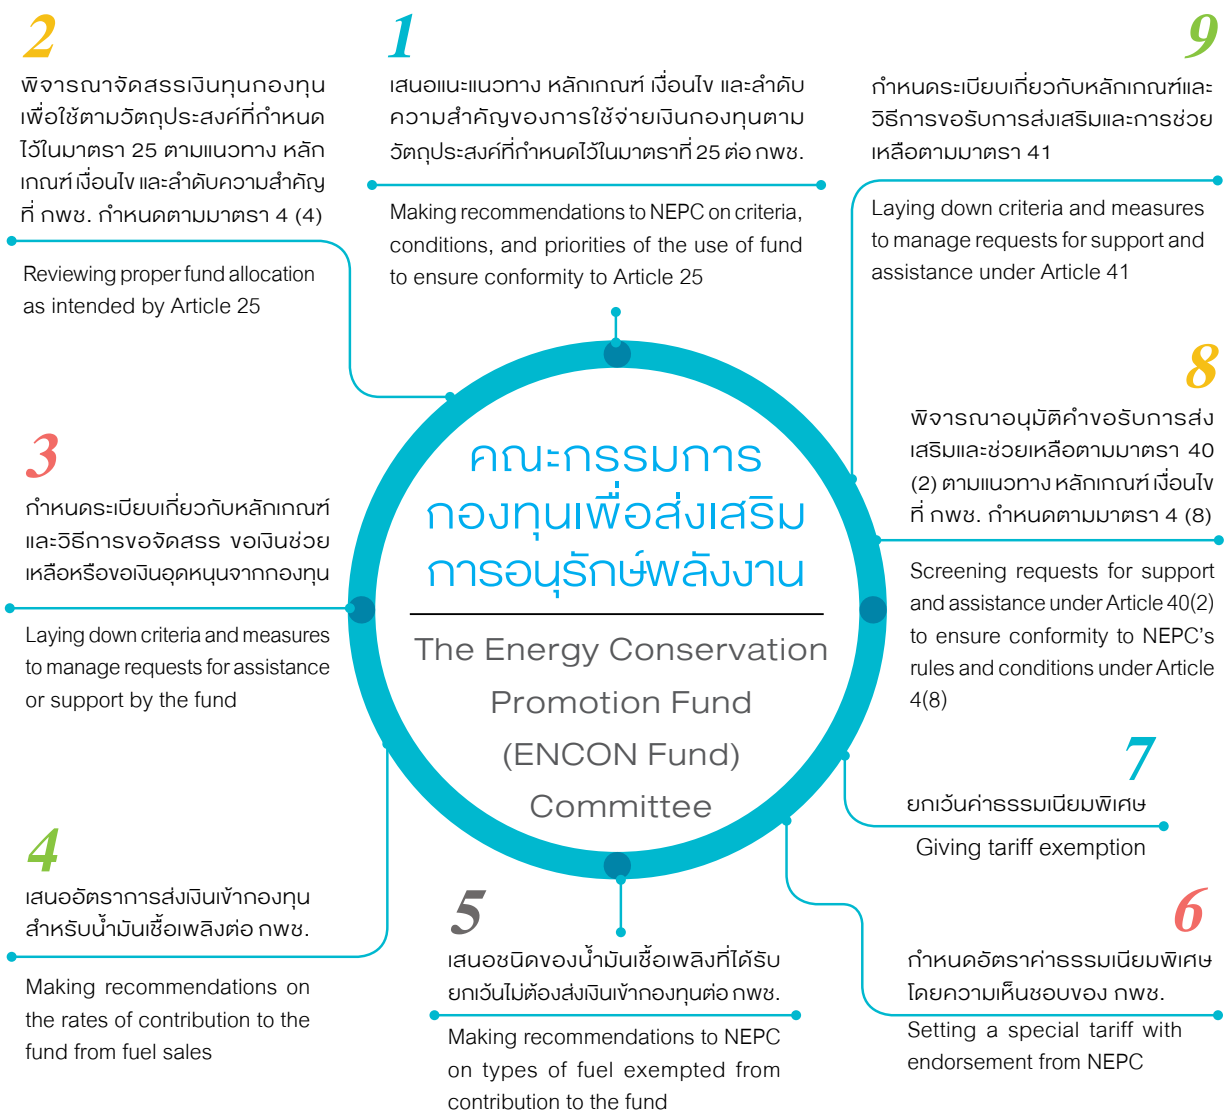 1
เสนอแนะแนวทาง หลักเกณฑ์ เงื่อนไข และลำดับ
ความสำคัญของการใช้จ่ายเงินกองทุนตาม
วัตถุประสงค์ที่กำหนดไว้ในมาตราที่ 25 ต่อ กพช.
Making recommendations to NEPC on criteria,
conditions, and priorities of the use of fund
to ensure conformity to Article 25
2
พิจารณาจัดสรรเงินทุนกองทุน
เพื่อใช้ตามวัตถุประสงค์ที่กำหนด
ไว้ในมาตรา 25 ตามแนวทาง หลัก
เกณฑ์ เงื่อนไข และลำดับความสำคัญ
ที่ กพช. กำหนดตามมาตรา 4 (4)
Reviewing proper fund allocation
as intended by Article 25
3
กำหนดระเบียบเกี่ยวกับหลักเกณฑ์
และวิธีการขอจัดสรร ขอเงินช่วย
เหลือหรือขอเงินอุดหนุนจากกองทุน
Laying down criteria and measures
to manage requests for assistance
or support by the fund
4
เสนออัตราการส่งเงินเข้ากองทุน
สำหรับน้ำมันเชื้อเพลิงต่อ กพช.
Making recommendations on
the rates of contribution to the
fund from fuel sales
5
เสนอชนิดของน้ำมันเชื้อเพลิงที่ได้รับ
ยกเว้นไม่ต้องส่งเงินเข้ากองทุนต่อ กพช.
Making recommendations to NEPC
on types of fuel exempted from
contribution to the fund
6
กำหนดอัตราค่าธรรมเนียมพิเศษ
โดยความเห็นชอบของ กพช.
Setting a special tariff with
endorsement from NEPC
7
ยกเว้นค่าธรรมเนียมพิเศษ
Giving tariff exemption
8
พิจารณาอนุมัติคำขอรับการส่ง
เสริมและช่วยเหลือตามมาตรา 40
(2) ตามแนวทาง หลักเกณฑ์ เงื่อนไข
ที่ กพช. กำหนดตามมาตรา 4 (8)
Screening requests for support
and assistance under Article 40(2)
to ensure conformity to NEPC's
rules and conditions under Article
4(8)
9
กำหนดระเบียบเกี่ยวกับหลักเกณฑ์และ
วิธีการขอรับการส่งเสริมและการช่วย
เหลือตามมาตรา 41
Laying down criteria and measures
to manage requests for support and
assistance under Article 41
คณะกรรมการ
กองทุนเพื่อส่งเสริม
การอนุรักษ์พลังงาน
The Energy Conservation
Promotion Fund
(ENCON Fund)
Committee